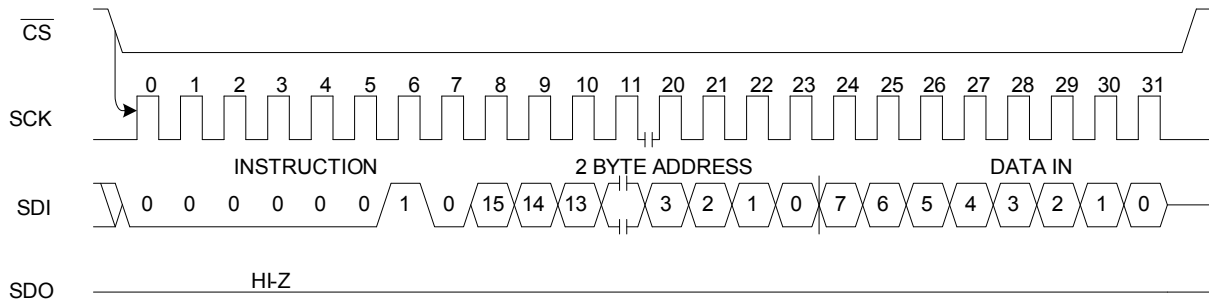 CS
0 1 2 3 4 5 6 7 8 9 10 11 20 21 22 23 24 25 26 27 28 29 30 31
SCK
INSTRUCTION 2 BYTE ADDRESS DATA IN
SDI 0 0 0 0 0 0 1 0 15 14 13 3 2 1 0 7 6 5 4 3 2 1 0
HI-Z
SDO